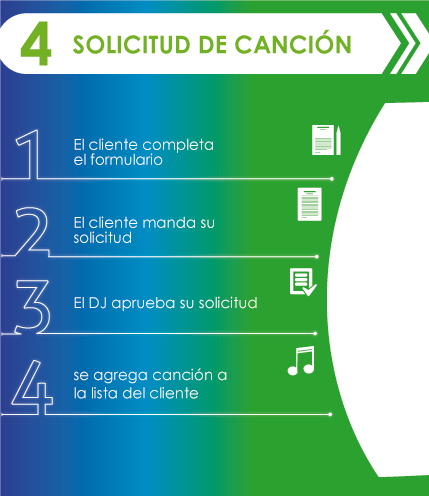 4 SOLICITUD DE CANCIÓN
1 El cliente completa
el formulario
2 El cliente manda su
solicitud
3 El DJ aprueba su solicitud
4 se agrega canción a
la lista del cliente